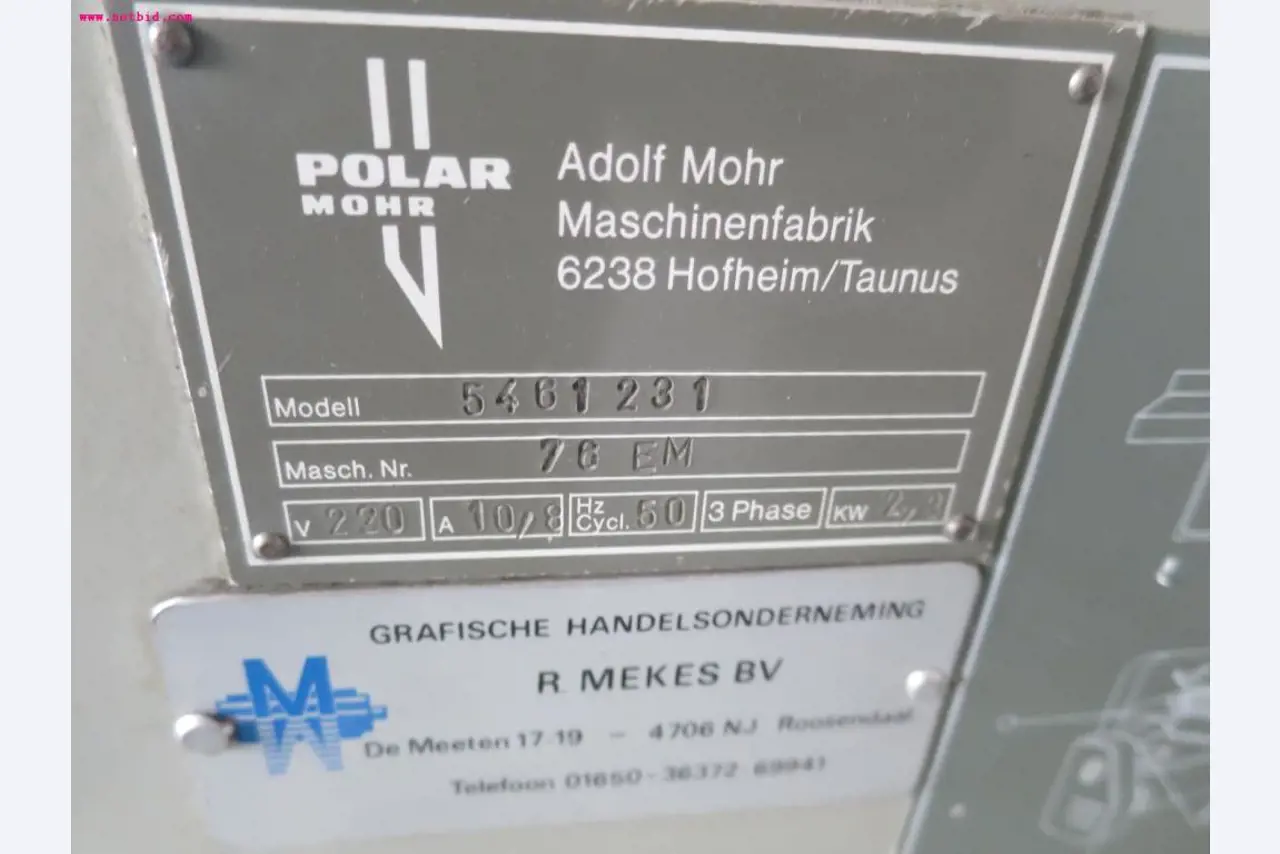 www.netbid.com
POLAR
MOHR
Adolf Mohr
Maschinenfabrik
6238 Hofheim/Taunus
Modell 5461231
Masch. Nr. 76 EM
V 220 A 10/8 Hz Cycl. 50 3 Phase KW
GRAFISCHE HANDELSONDERNEMING
R. MEKES BV
De Meeten 17-19 - 4706 NJ Roosendaal
Telefoon 01650-36372